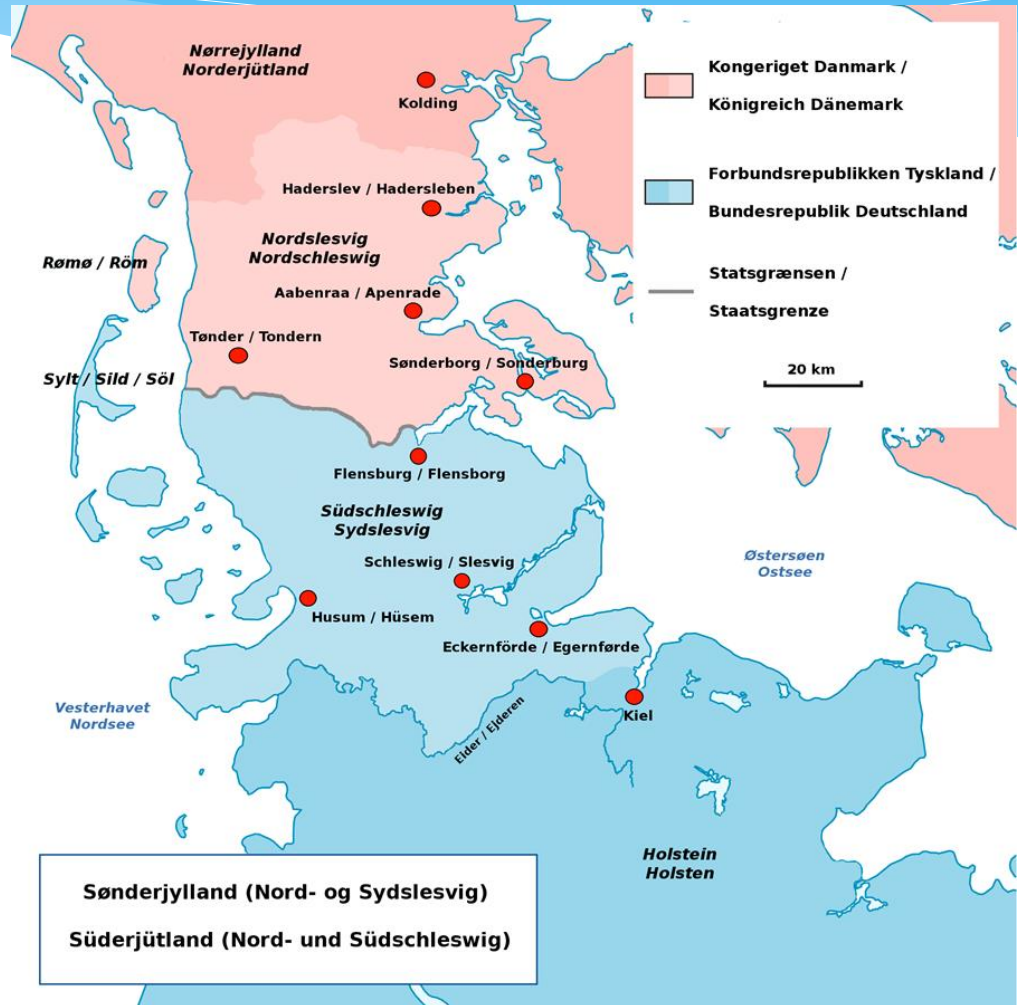 Nørrejylland
Norderjütland
Kolding
Kongeriget Danmark /
Königreich Dänemark
Forbundsrepublikken Tyskland /
Bundesrepublik Deutschland
Statsgrænsen /
Staatsgrenze
20 km
Haderslev / Hadersleben
Nordslesvig
Nordschleswig
Rømø / Röm
Aabenraa / Apenrade
Tønder / Tondern
Sønderborg / Sonderburg
Sylt / Sild / Söl
Flensburg / Flensborg
Südschleswig
Sydslesvig
Østersøen
Ostsee
Schleswig / Slesvig
Husum / Hüsem
Eckernförde / Egernførde
Vesterhavet
Nordsee
Kiel
Eider / Ejderen
Holstein
Holsten
Sønderjylland (Nord- og Sydslesvig)
Süderjütland (Nord- und Südschleswig)